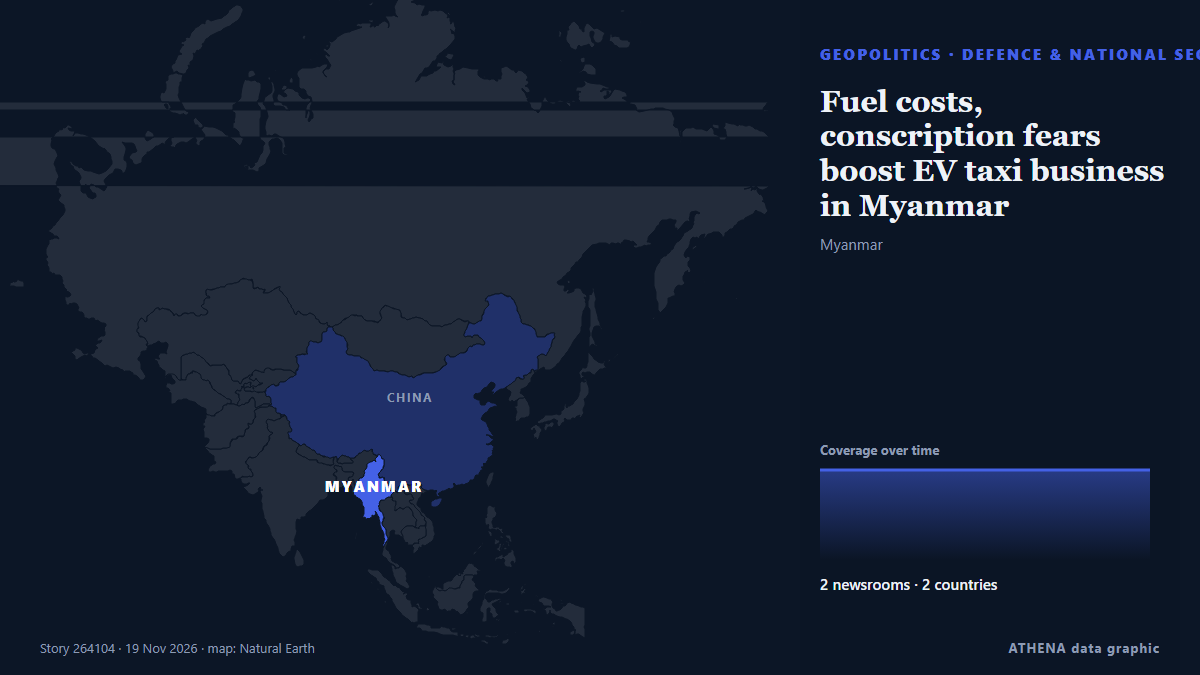 GEOPOLITICS · DEFENCE & NATIONAL
Fuel costs,
conscription fears
boost EV taxi business
in Myanmar
Myanmar
CHINA
MYANMAR
Coverage over time
2 newsrooms · 2 countries
Story 264104 · 19 Nov 2026 · map: Natural Earth
ATHENA data graphic